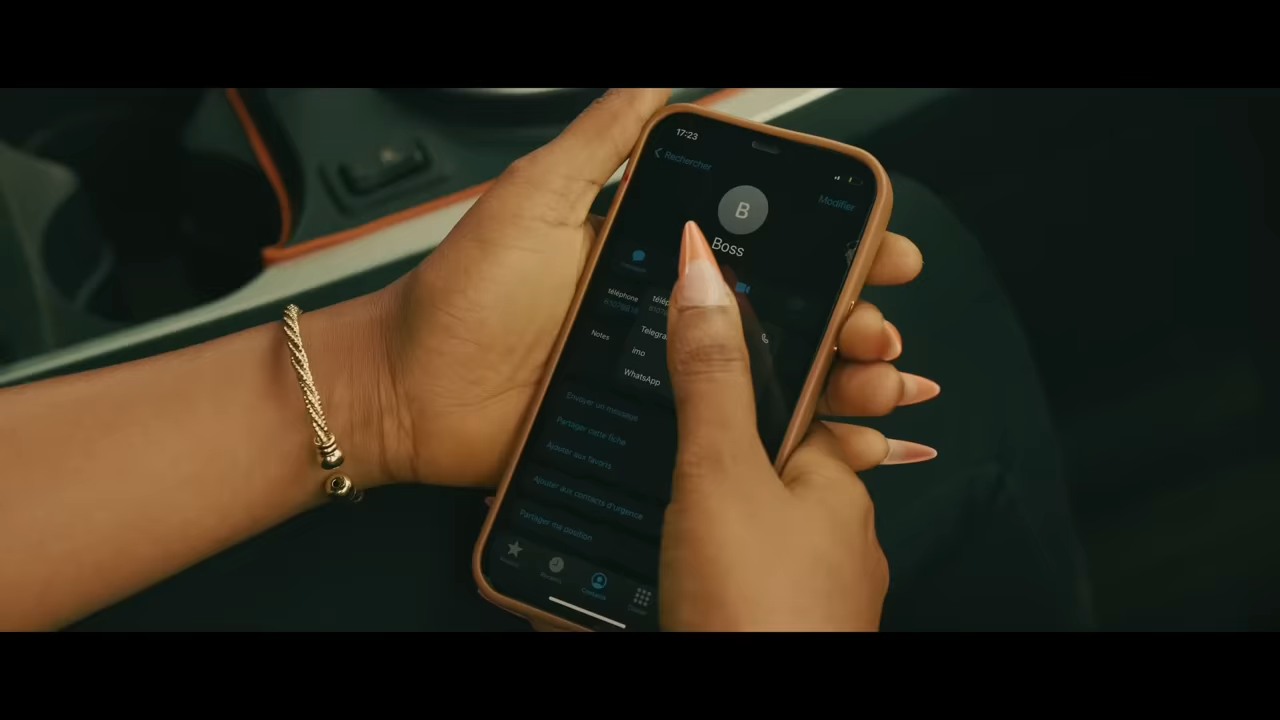 17:23
Rechercher
Modifier
B
Boss
téléphone
Notes
imo
WhatsApp
Envoyer un message
Partager cette fiche
Ajouter aux favoris
Ajouter aux contacts d'urgence
Partager ma position